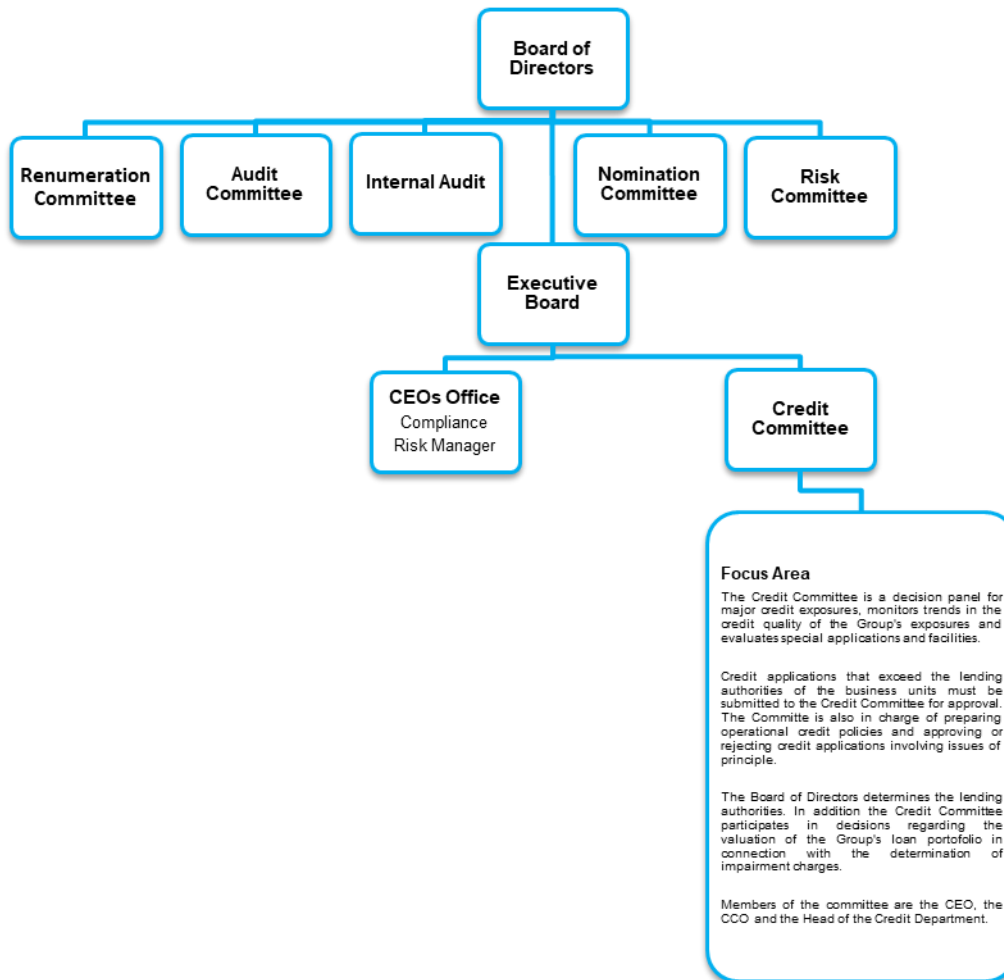 Board of
Directors
Renumeration
Committee
Audit
Committee
Internal Audit
Nomination
Committee
Risk
Committee
Executive
Board
CEOs Office
Compliance
Risk Manager
Credit
Committee
Focus Area
The Credit Committee is a decision panel for
major credit exposures, monitors trends in the
credit quality of the Group's exposures and
evaluates special applications and facilities.
Credit applications that exceed the lending
authorities of the business units must be
submitted to the Credit Committee for approval.
The Committe is also in charge of preparing
operational credit policies and approving or
rejecting credit applications involving issues of
principle.
The Board of Directors determines the lending
authorities. In addition the Credit Committee
participates in decisions regarding the
valuation of the Group's loan portofolio in
connection with the determination of
impairment charges.
Members of the committee are the CEO, the
CCO and the Head of the Credit Department.